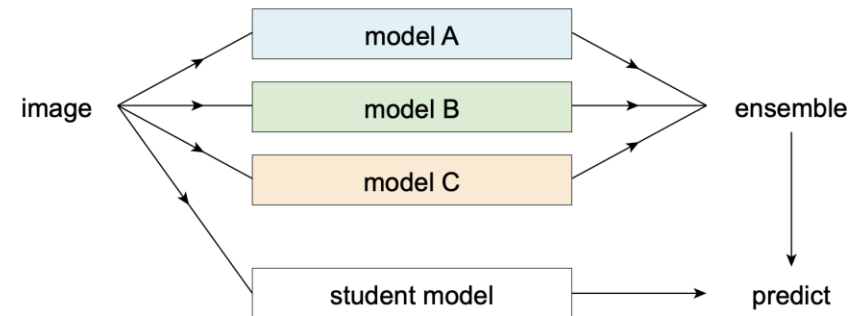 model A
image
model B
ensemble
model C
student model
predict